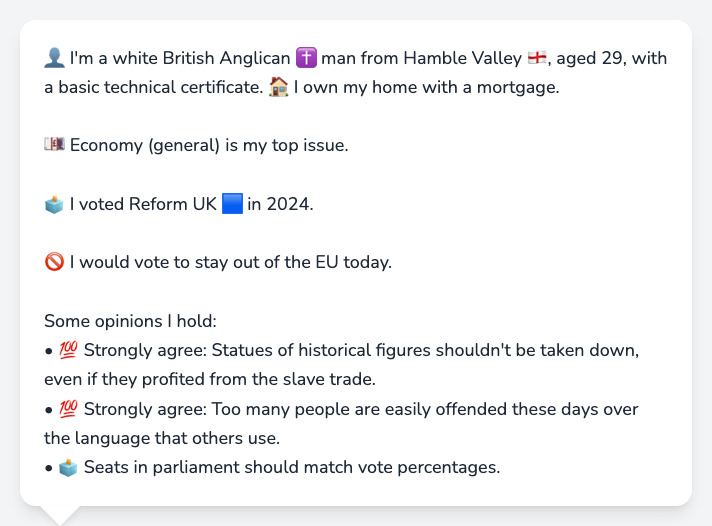 👤 I'm a white British Anglican ✝️ man from Hamble Valley 🏴󠁧󠁢󠁥󠁮󠁧󠁿, aged 29, with
a basic technical certificate. 🏠 I own my home with a mortgage.
💷 Economy (general) is my top issue.
🗳️ I voted Reform UK 🟦 in 2024.
🚫 I would vote to stay out of the EU today.
Some opinions I hold:
• 💯 Strongly agree: Statues of historical figures shouldn't be taken down,
even if they profited from the slave trade.
• 💯 Strongly agree: Too many people are easily offended these days over
the language that others use.
• 🗳️ Seats in parliament should match vote percentages.